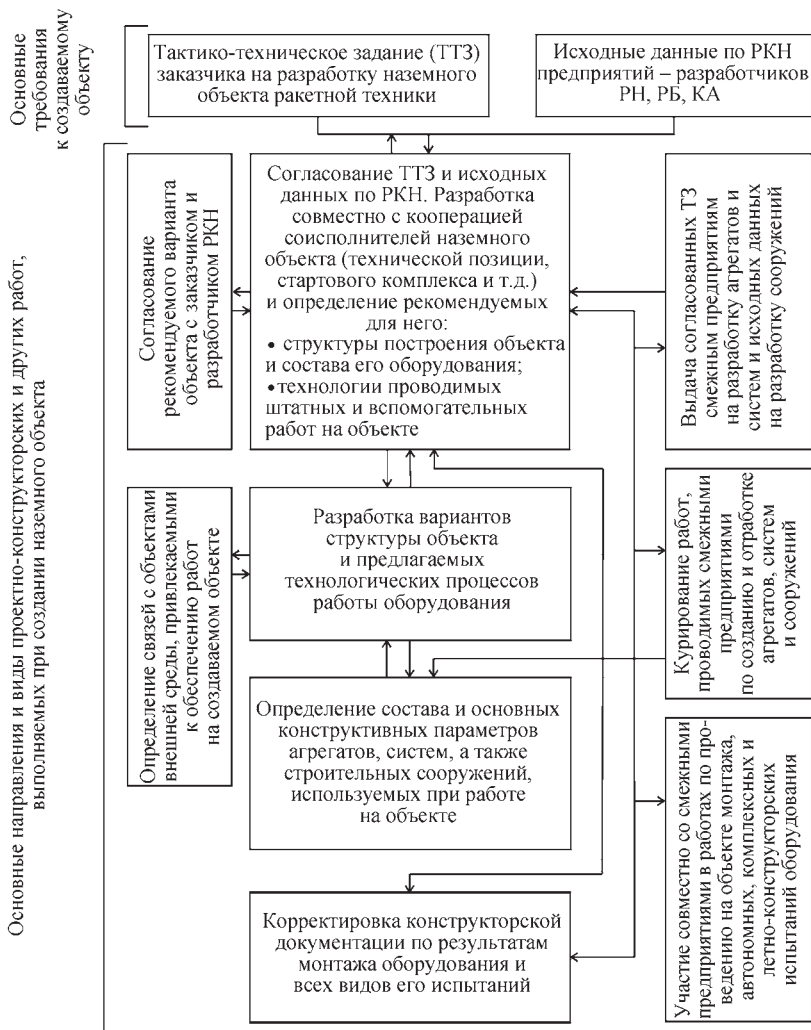 Основные
требования
к создаваемому
объекту
Тактико-техническое задание (ТТЗ)
заказчика на разработку наземного
объекта ракетной техники
Исходные данные по РКН
предприятий – разработчиков
РН, РБ, КА
Основные направления и виды проектно-конструкторских и других работ,
выполняемых при создании наземного объекта
Согласование
рекомендуемого варианта
объекта с заказчиком и
разработчиком РКН
Согласование ТТЗ и исходных
данных по РКН. Разработка
совместно с кооперацией
соисполнителей наземного
объекта (технической позиции,
стартового комплекса и т.д.)
и определение рекомендуемых
для него:
• структуры построения объекта
и состава его оборудования;
•технологии проводимых
штатных и вспомогательных
работ на объекте
Выдача согласованных ТЗ
смежным предприятиям
на разработку агрегатов и
систем и исходных данных
на разработку сооружений
Определение связей с объектами
внешней среды, привлекаемыми
к обеспечению работ
на создаваемом объекте
Разработка вариантов
структуры объекта
и предлагаемых
технологических процессов
работы оборудования
Курирование работ,
проводимых смежными
предприятиями
по созданию и отработке
агрегатов, систем
и сооружений
Определение состава и основных
конструктивных параметров
агрегатов, систем, а также
строительных сооружений,
используемых при работе
на объекте
Участие совместно со смежными
предприятиями в работах по про-
ведению на объекте монтажа,
автономных, комплексных и
летно-конструкторских
испытаний оборудования
Корректировка конструкторской
документации по результатам
монтажа оборудования и
всех видов его испытаний